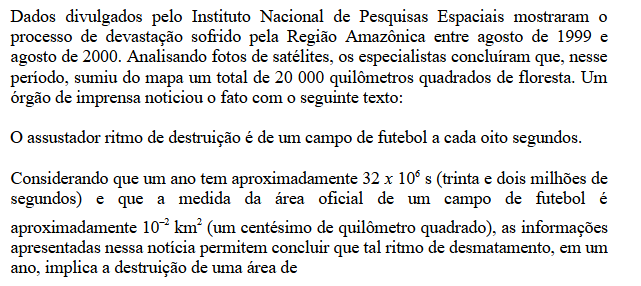 Dados divulgados pelo Instituto Nacional de Pesquisas Espaciais mostraram o
processo de devastação sofrido pela Região Amazônica entre agosto de 1999 e
agosto de 2000. Analisando fotos de satélites, os especialistas concluíram que, nesse
período, sumiu do mapa um total de 20 000 quilômetros quadrados de floresta. Um
órgão de imprensa noticiou o fato com o seguinte texto:
O assustador ritmo de destruição é de um campo de futebol a cada oito segundos.
Considerando que um ano tem aproximadamente 32 x 10⁶ s (trinta e dois milhões de
segundos) e que a medida da área oficial de um campo de futebol é
aproximadamente 10⁻² km² (um centésimo de quilômetro quadrado), as informações
apresentadas nessa notícia permitem concluir que tal ritmo de desmatamento, em um
ano, implica a destruição de uma área de